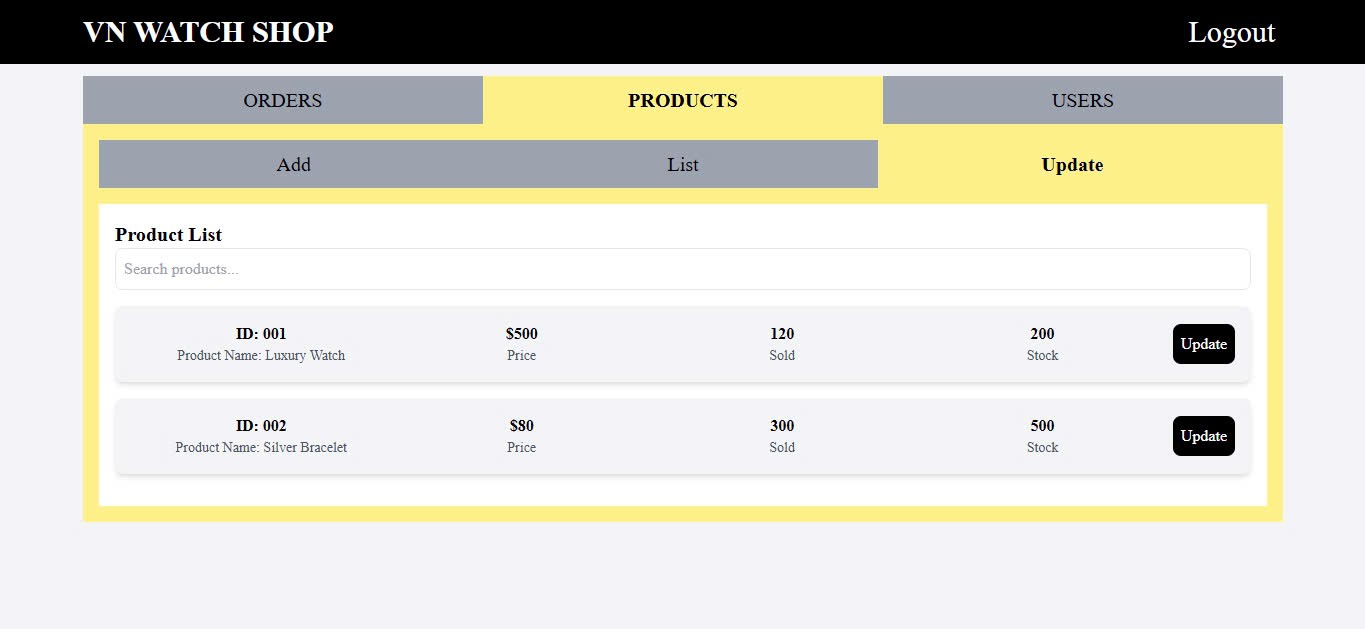 VN WATCH SHOP
Logout
ORDERS
PRODUCTS
USERS
Add
List
Update
Product List
Search products...
ID: 001
Product Name: Luxury Watch
$500
Price
120
Sold
200
Stock
Update
ID: 002
Product Name: Silver Bracelet
$80
Price
300
Sold
500
Stock
Update